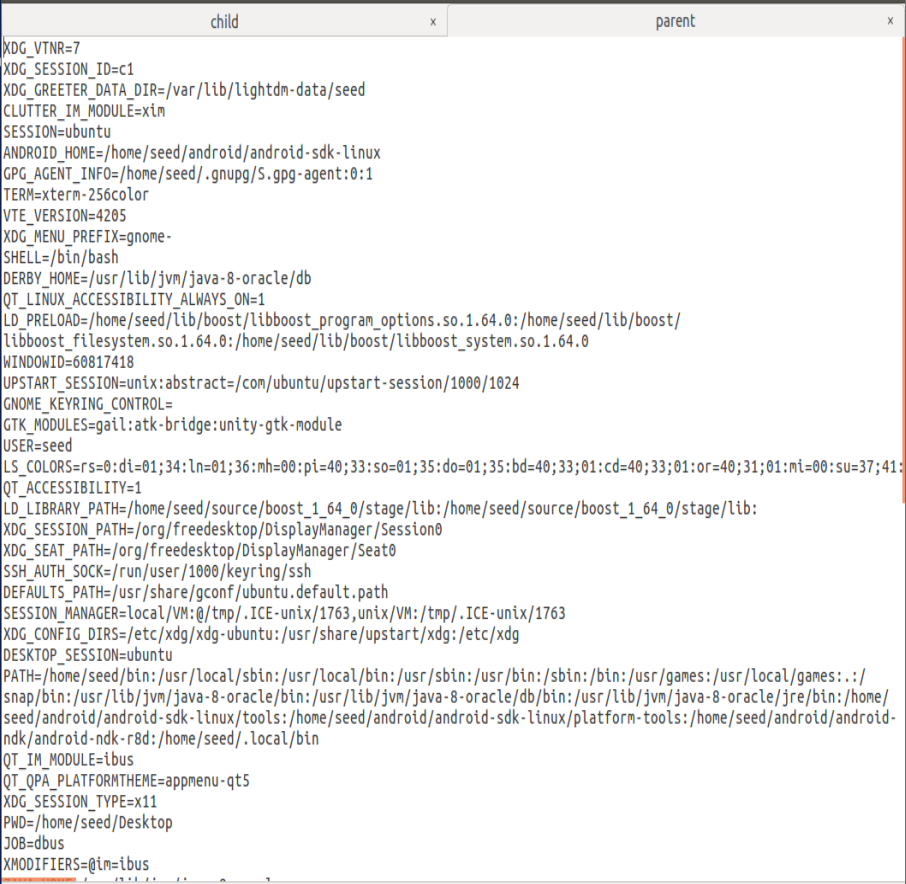 child x parent x
XDG_VTNR=7
XDG_SESSION_ID=c1
XDG_GREETER_DATA_DIR=/var/lib/lightdm-data/seed
CLUTTER_IM_MODULE=xim
SESSION=ubuntu
ANDROID_HOME=/home/seed/android/android-sdk-linux
GPG_AGENT_INFO=/home/seed/.gnupg/S.gpg-agent:0:1
TERM=xterm-256color
VTE_VERSION=4205
XDG_MENU_PREFIX=gnome-
SHELL=/bin/bash
DERBY_HOME=/usr/lib/jvm/java-8-oracle/db
QT_LINUX_ACCESSIBILITY_ALWAYS_ON=1
LD_PRELOAD=/home/seed/lib/boost/libboost_program_options.so.1.64.0:/home/seed/lib/boost/
libboost_filesystem.so.1.64.0:/home/seed/lib/boost/libboost_system.so.1.64.0
WINDOWID=60817418
UPSTART_SESSION=unix:abstract=/com/ubuntu/upstart-session/1000/1024
GNOME_KEYRING_CONTROL=
GTK_MODULES=gail:atk-bridge:unity-gtk-module
USER=seed
LS_COLORS=rs=0:di=01;34:ln=01;36:mh=00:pi=40;33:so=01;35:do=01;35:bd=40;33;01:cd=40;33;01:or=40;31;01:mi=00:su=37;41:
QT_ACCESSIBILITY=1
LD_LIBRARY_PATH=/home/seed/source/boost_1_64_0/stage/lib:/home/seed/source/boost_1_64_0/stage/lib:
XDG_SESSION_PATH=/org/freedesktop/DisplayManager/Session0
XDG_SEAT_PATH=/org/freedesktop/DisplayManager/Seat0
SSH_AUTH_SOCK=/run/user/1000/keyring/ssh
DEFAULTS_PATH=/usr/share/gconf/ubuntu.default.path
SESSION_MANAGER=local/VM:@/tmp/.ICE-unix/1763,unix/VM:/tmp/.ICE-unix/1763
XDG_CONFIG_DIRS=/etc/xdg/xdg-ubuntu:/usr/share/upstart/xdg:/etc/xdg
DESKTOP_SESSION=ubuntu
PATH=/home/seed/bin:/usr/local/sbin:/usr/local/bin:/usr/sbin:/usr/bin:/sbin:/bin:/usr/games:/usr/local/games:.:/
snap/bin:/usr/lib/jvm/java-8-oracle/bin:/usr/lib/jvm/java-8-oracle/db/bin:/usr/lib/jvm/java-8-oracle/jre/bin:/home/
seed/android/android-sdk-linux/tools:/home/seed/android/android-sdk-linux/platform-tools:/home/seed/android/android-
ndk/android-ndk-r8d:/home/seed/.local/bin
QT_IM_MODULE=ibus
QT_QPA_PLATFORMTHEME=appmenu-qt5
XDG_SESSION_TYPE=x11
PWD=/home/seed/Desktop
JOB=dbus
XMODIFIERS=@im=ibus